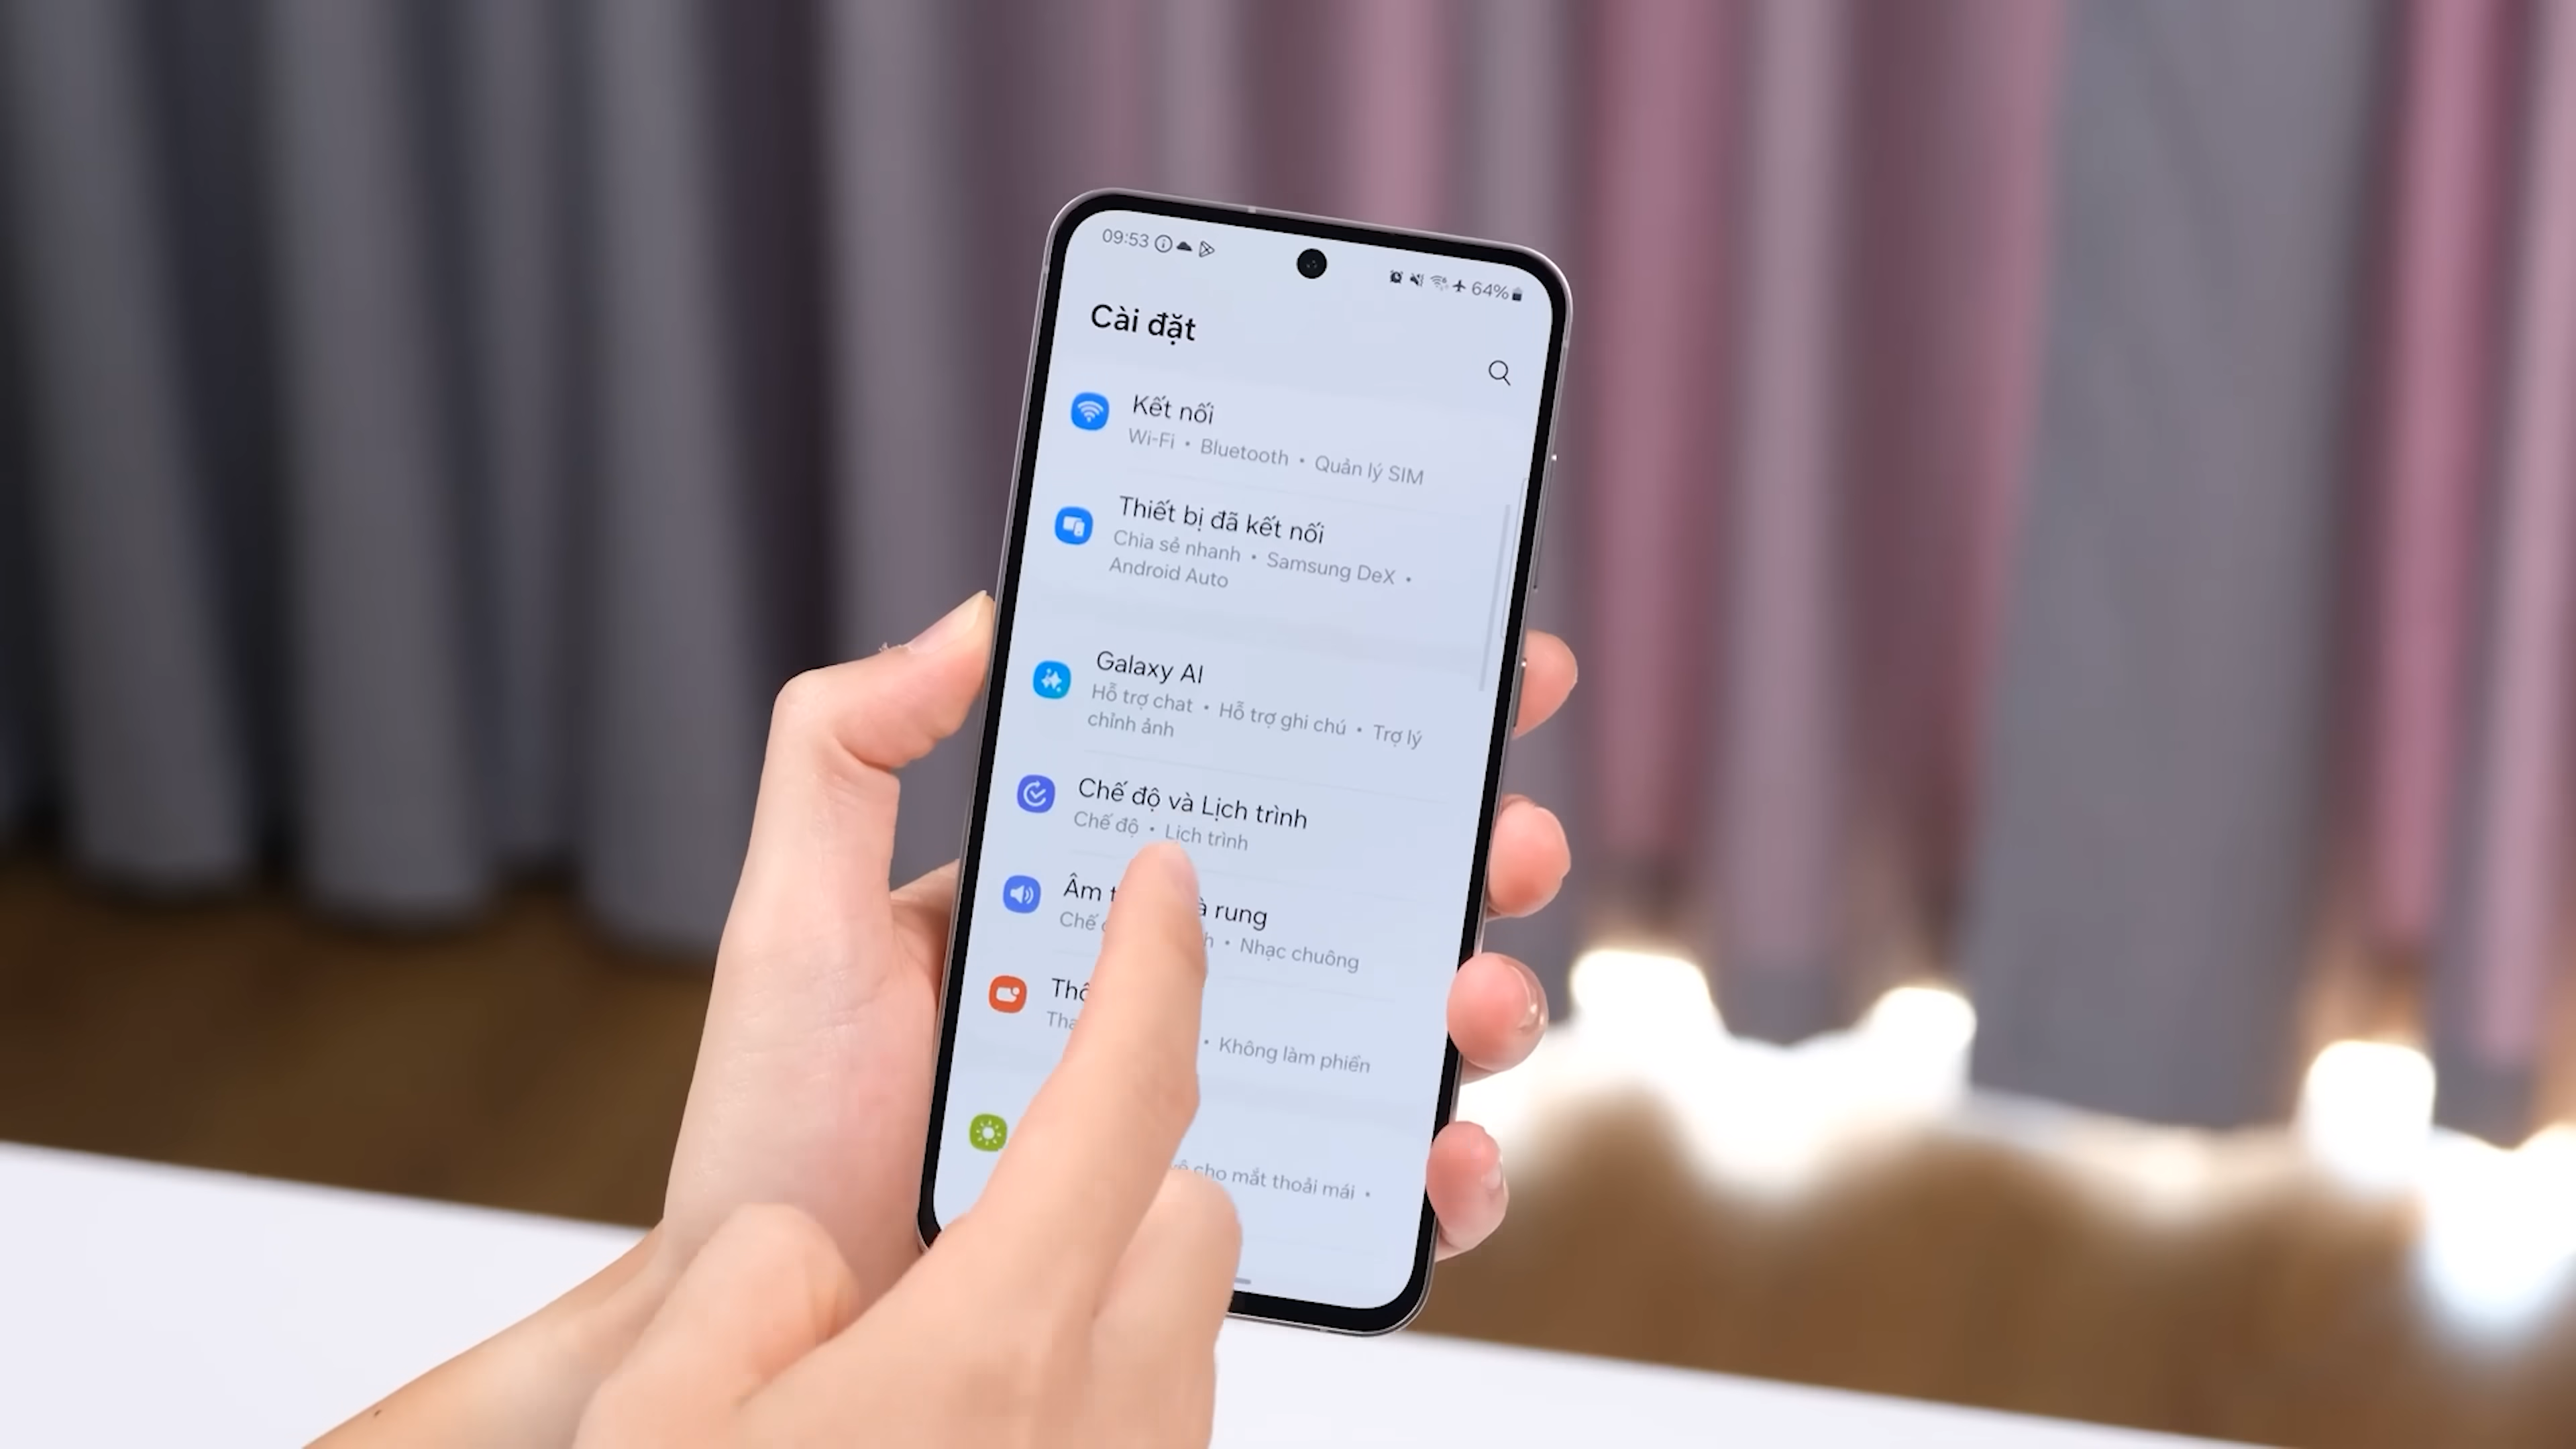 09:53
64%
Cài đặt
Kết nối
Wi-Fi • Bluetooth • Quản lý SIM
Thiết bị đã kết nối
Chia sẻ nhanh • Samsung DeX •
Android Auto
Galaxy AI
Hỗ trợ chat • Hỗ trợ ghi chú • Trợ lý
chỉnh ảnh
Chế độ và Lịch trình
Chế độ • Lịch trình
Âm rung
Chế • Nhạc chuông
• Không làm phiền
cho mắt thoải mái •